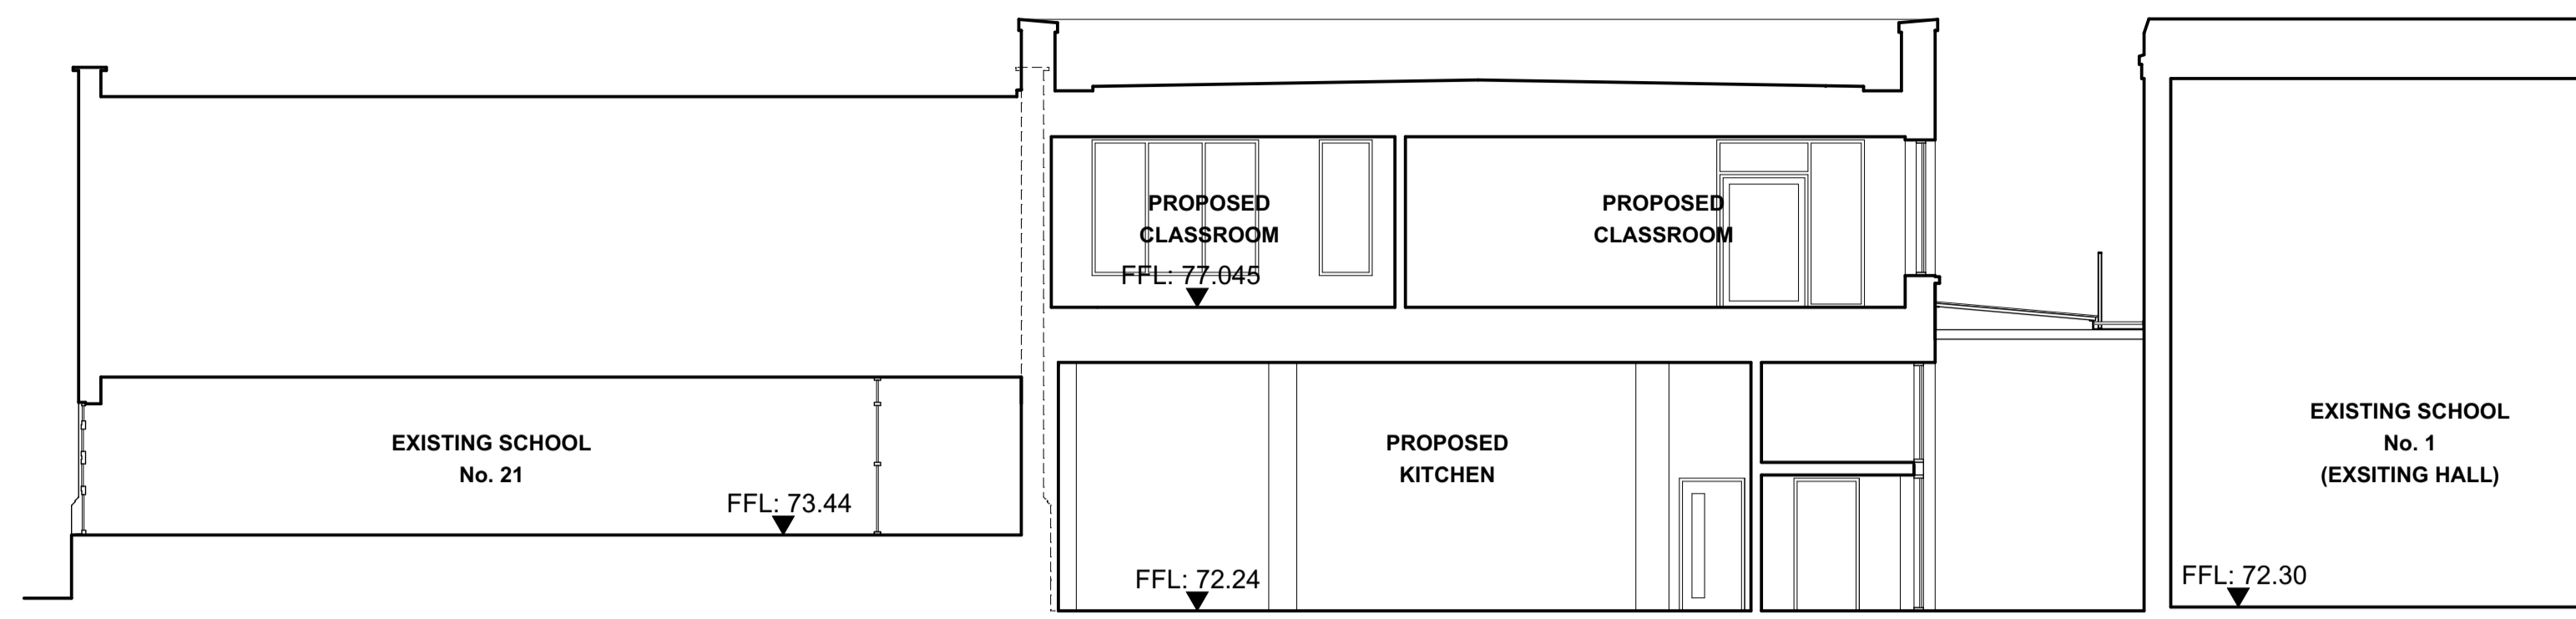 PROPOSED
CLASSROOM
FFL: 77.045
PROPOSED
CLASSROOM
EXISTING SCHOOL
No. 21
FFL: 73.44
PROPOSED
KITCHEN
FFL: 72.24
EXISTING SCHOOL
No. 1
(EXSITING HALL)
FFL: 72.30